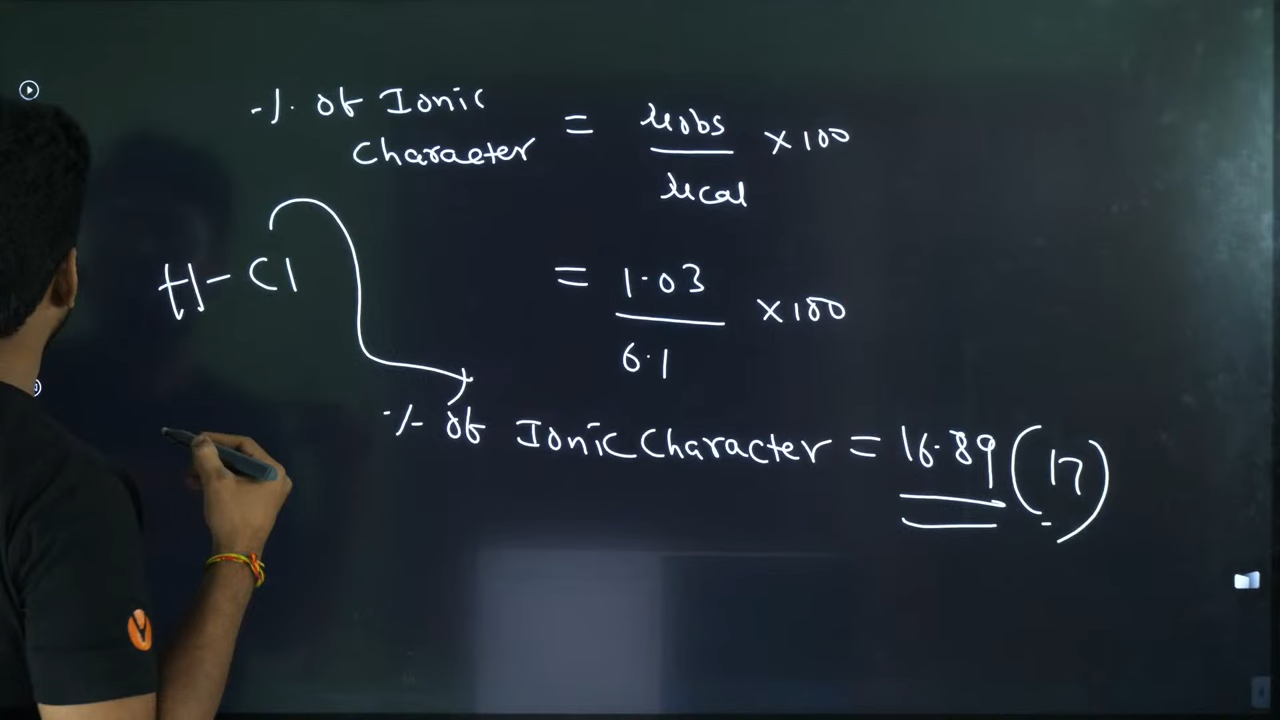 % of Ionic Character = μobs / μcal × 100
H-Cl
= 1.03 / 6.1 × 100
% of Ionic Character = 16.89 (17)